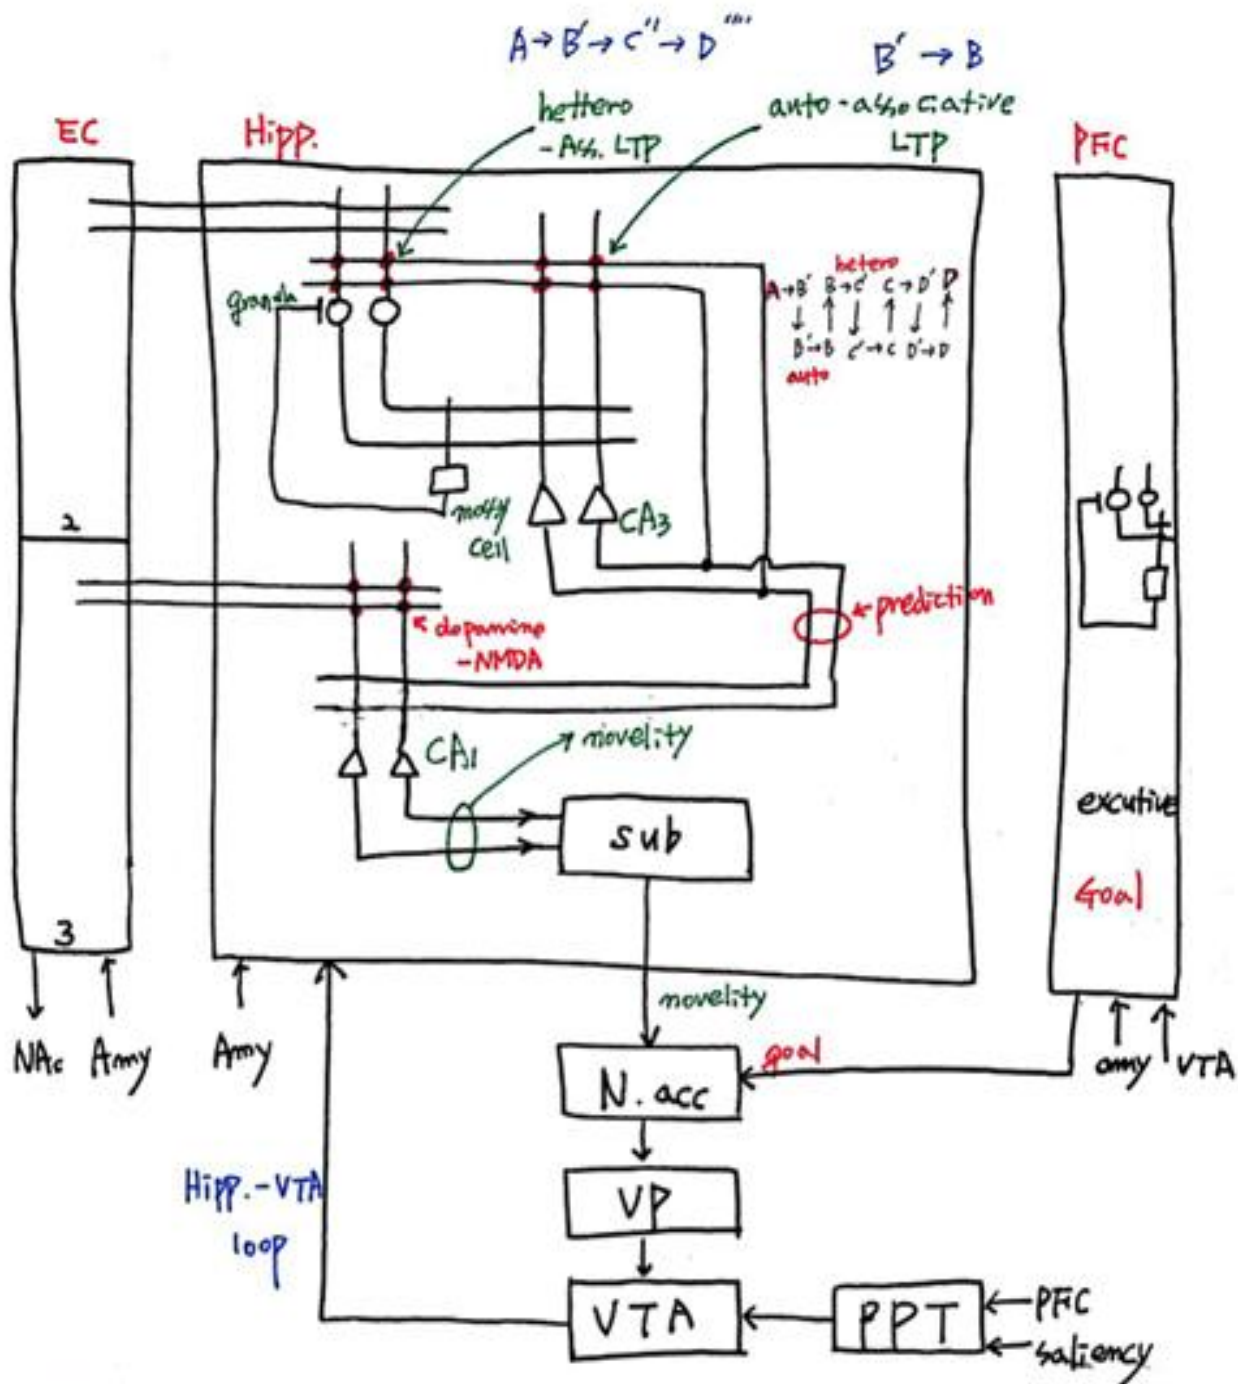 A→B'→C''→D''''
B'→B
hettero
-Ass. LTP
auto-associative
LTP
EC
Hipp.
PFC
hetero
A→B' B→C' C→D' D
B'→B C'→C D'→D
auto
granula
2
mossy
cell
CA3
←prediction
dopamine
-NMDA
novelity
CA1
sub
excutive
Goal
3
novelity
NAc
Amy
Amy
goal
amy
VTA
N.acc
Hipp.-VTA
loop
VP
VTA
PPT
←PFC
←saliency